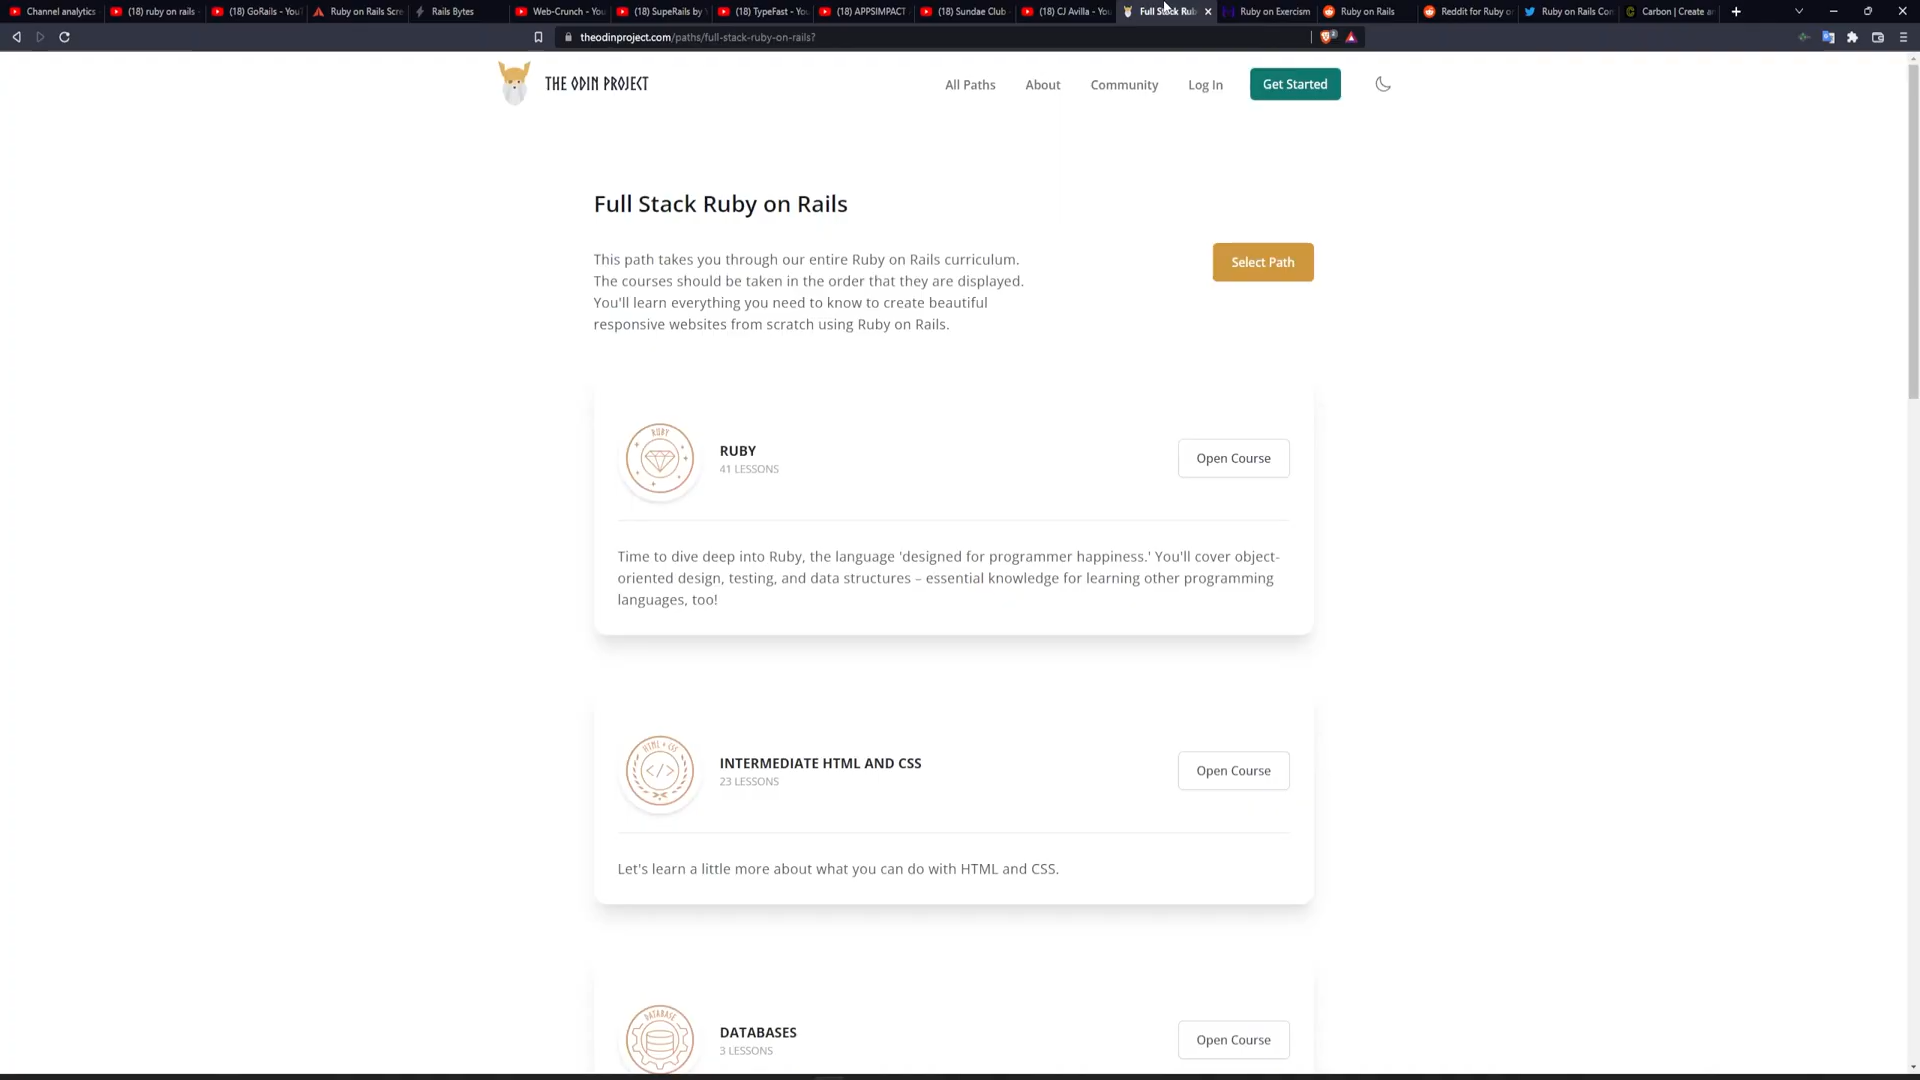 Channel analytics
(18) ruby on rails
(18) GoRails - You
Ruby on Rails Scre
Rails Bytes
Web-Crunch - You
(18) SupeRails by
(18) TypeFast - You
(18) APPSIMPACT
(18) Sundae Club
(18) CJ Avilla - You
Full Stack Rub
Ruby on Exercism
Ruby on Rails
Reddit for Ruby o
Ruby on Rails Co
Carbon | Create a
theodinproject.com/paths/full-stack-ruby-on-rails?
THE ODIN PROJECT
All Paths
About
Community
Log In
Get Started
Full Stack Ruby on Rails
This path takes you through our entire Ruby on Rails curriculum.
The courses should be taken in the order that they are displayed.
You'll learn everything you need to know to create beautiful
responsive websites from scratch using Ruby on Rails.
Select Path
RUBY
RUBY
41 LESSONS
Open Course
Time to dive deep into Ruby, the language 'designed for programmer happiness.' You'll cover object-
oriented design, testing, and data structures – essential knowledge for learning other programming
languages, too!
HTML + CSS
</>
INTERMEDIATE HTML AND CSS
23 LESSONS
Open Course
Let's learn a little more about what you can do with HTML and CSS.
DATABASE
DATABASES
3 LESSONS
Open Course